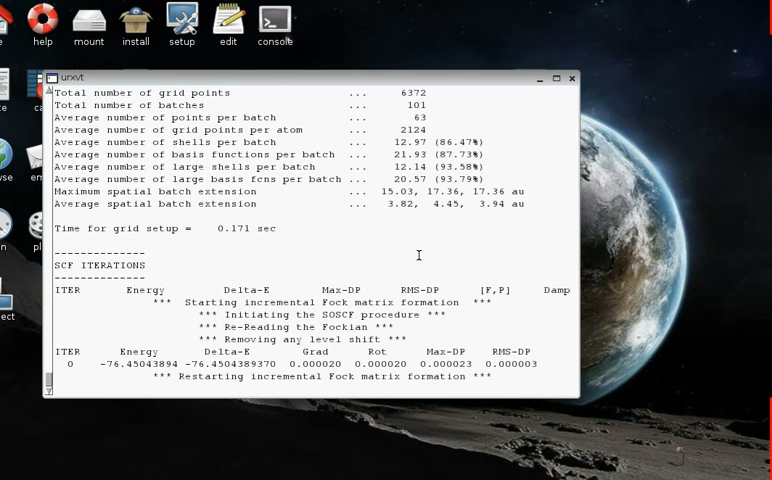 help mount install setup edit console
urxvt
Total number of grid points ... 6372
Total number of batches ... 101
Average number of points per batch ... 63
Average number of grid points per atom ... 2124
Average number of shells per batch ... 12.97 (86.47%)
Average number of basis functions per batch ... 21.93 (87.73%)
Average number of large shells per batch ... 12.14 (93.58%)
Average number of large basis fcns per batch ... 20.57 (93.79%)
Maximum spatial batch extension ... 15.03, 17.36, 17.36 au
Average spatial batch extension ... 3.82, 4.45, 3.94 au
Time for grid setup = 0.171 sec
--------------
SCF ITERATIONS
--------------
ITER Energy Delta-E Max-DP RMS-DP [F,P] Damp
*** Starting incremental Fock matrix formation ***
*** Initiating the SOSCF procedure ***
*** Re-Reading the Fockian ***
*** Removing any level shift ***
ITER Energy Delta-E Grad Rot Max-DP RMS-DP
0 -76.45043894 -76.4504389370 0.000020 0.000020 0.000023 0.000003
*** Restarting incremental Fock matrix formation ***